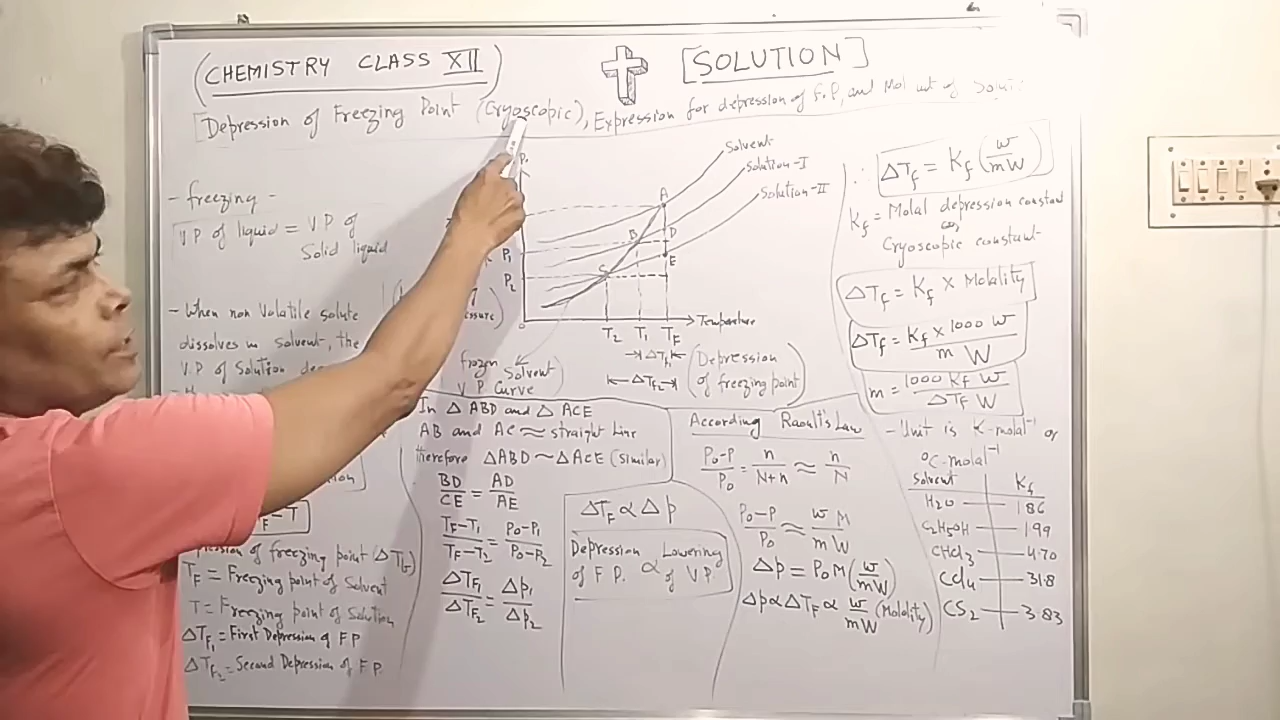 (CHEMISTRY CLASS XII)
[SOLUTION]
Depression of Freezing Point (Cryoscopic), Expression for depression of F.P, and Mol wt of
- freezing -
VP of liquid = VP of
Solid liquid
- When non Volatile solute
dissolves in solvent, the
V.P of Solution
F - T
of freezing point (ΔTf)
TF = Freezing point of Solvent
T = Freezing point of Solution
ΔTF1 = First Depression of F P
ΔTF2 = Second Depression of F P.
Solvent
Solution-I
Solution-II
A
B
D
P1
E
C
P2
T2 T1 TF
Temperature
ΔTf1
ΔTF2
(Depression
of freezing point)
frozen Solvent
V P Curve
In Δ ABD and Δ ACE
AB and AC ≈ straight Line
therefore ΔABD ~ ΔACE (similar)
BD/CE = AD/AE
TF-T1/TF-T2 = P0-P1/P0-P2
ΔTF1/ΔTF2 = Δp1/Δp2
ΔTF ∝ Δp
Depression ∝ Lowering
of F P. of V P.
According Raoult's Law
P0-P/P0 = n/N+n ≈ n/N
P0-P/P0 ≈ w M/m W
Δp = P0 M (w/mW)
Δp ∝ ΔTF ∝ w/mW (Molality)
∴ ΔTf = Kf (w/mW)
Kf = Molal depression constant
Cryoscopic constant
ΔTf = Kf × Molality
ΔTf = Kf × 1000 w/m W
m = 1000 Kf W/ΔTF W
- Unit is K-molal⁻¹ or
°C-molal⁻¹
Solvent Kf
H2O 1.86
C2H5OH 1.99
CHCl3 4.70
CCl4 31.8
CS2 3.83